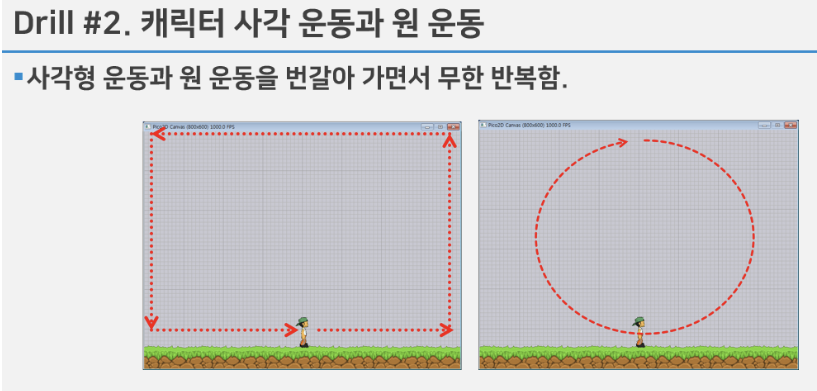 Drill #2. 캐릭터 사각 운동과 원 운동
사각형 운동과 원 운동을 번갈아 가면서 무한 반복함.
Pico2D Canvas (800x600) 1000.0 FPS
Pico2D Canvas (800x600) 1000.0 FPS